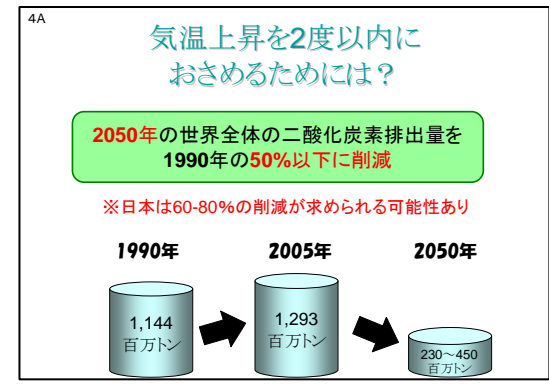 4A
気温上昇を2度以内に
おさめるためには？
2050年の世界全体の二酸化炭素排出量を
1990年の50%以下に削減
※日本は60-80%の削減が求められる可能性あり
1990年 2005年 2050年
1,144
百万トン
1,293
百万トン
230～450
百万トン